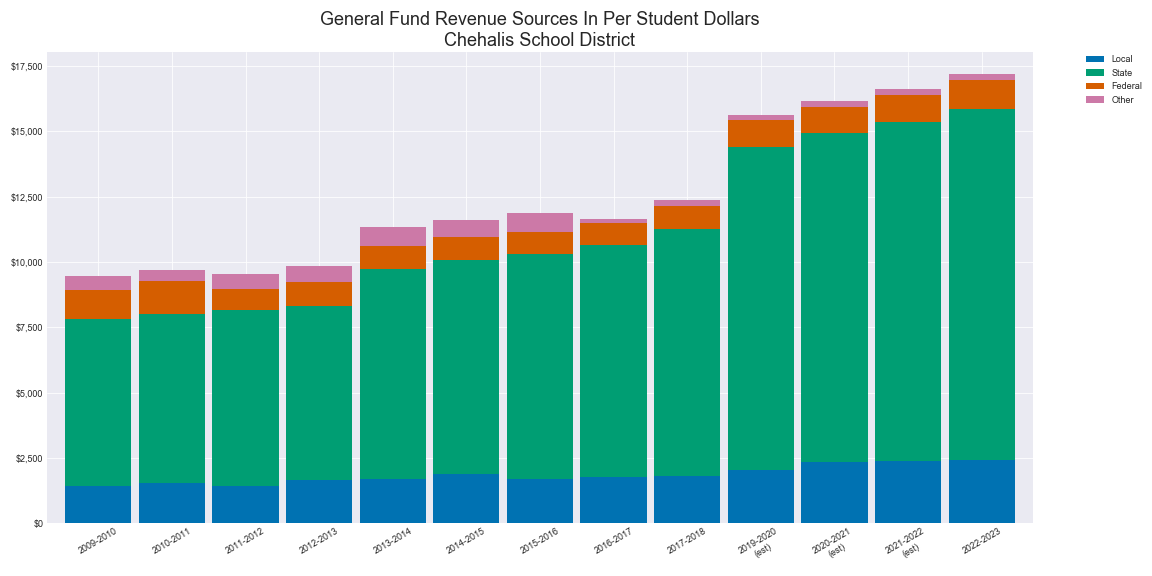 General Fund Revenue Sources In Per Student Dollars
Chehalis School District
$17,500
$15,000
$12,500
$10,000
$7,500
$5,000
$2,500
$0
2009-2010
2010-2011
2011-2012
2012-2013
2013-2014
2014-2015
2015-2016
2016-2017
2017-2018
2019-2020
(est)
2020-2021
(est)
2021-2022
(est)
2022-2023
Local
State
Federal
Other